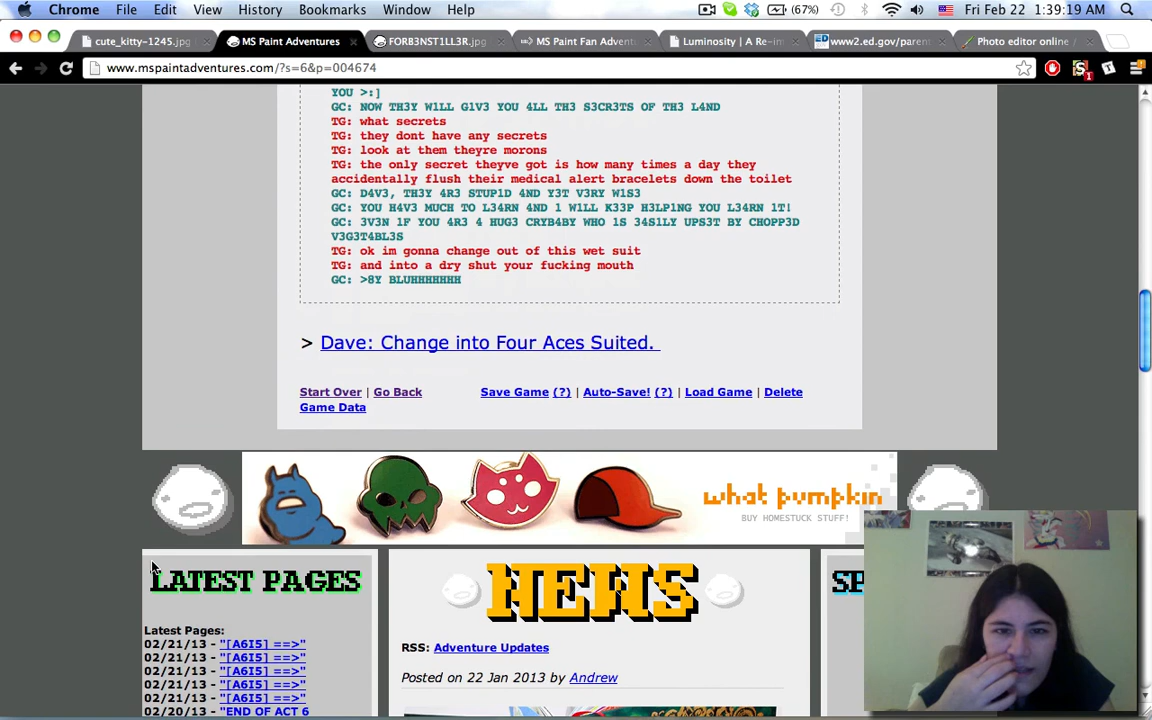 Chrome File Edit View History Bookmarks Window Help (67%) Fri Feb 22 1:39:19 AM
cute_kitty-1245.jpg MS Paint Adventures FORB3NST1LL3R.jpg MS Paint Fan Advent Luminosity | A Re-im www2.ed.gov/parent Photo editor online /
www.mspaintadventures.com/?s=6&p=004674
YOU >:]
GC: NOW TH3Y W1LL G1V3 YOU 4LL TH3 S3CR3TS OF TH3 L4ND
TG: what secrets
TG: they dont have any secrets
TG: look at them theyre morons
TG: the only secret theyve got is how many times a day they
accidentally flush their medical alert bracelets down the toilet
GC: D4V3, TH3Y 4R3 STUP1D 4ND Y3T V3RY W1S3
GC: YOU H4V3 MUCH TO L34RN 4ND 1 W1LL K33P H3LP1NG YOU L34RN 1T!
GC: 3V3N 1F YOU 4R3 4 HUG3 CRYB4BY WHO 1S 34S1LY UPS3T BY CHOPP3D
V3G3T4BL3S
TG: ok im gonna change out of this wet suit
TG: and into a dry shut your fucking mouth
GC: >8Y BLUHHHHHH
> Dave: Change into Four Aces Suited.
Start Over | Go Back Save Game (?) | Auto-Save! (?) | Load Game | Delete
Game Data
what pumpkin
BUY HOMESTUCK STUFF!
LATEST PAGES NEWS SP
Latest Pages:
02/21/13 - "[A6I5] ==>"
02/21/13 - "[A6I5] ==>"
02/21/13 - "[A6I5] ==>"
02/21/13 - "[A6I5] ==>"
02/21/13 - "[A6I5] ==>"
02/20/13 - "END OF ACT 6
RSS: Adventure Updates
Posted on 22 Jan 2013 by Andrew